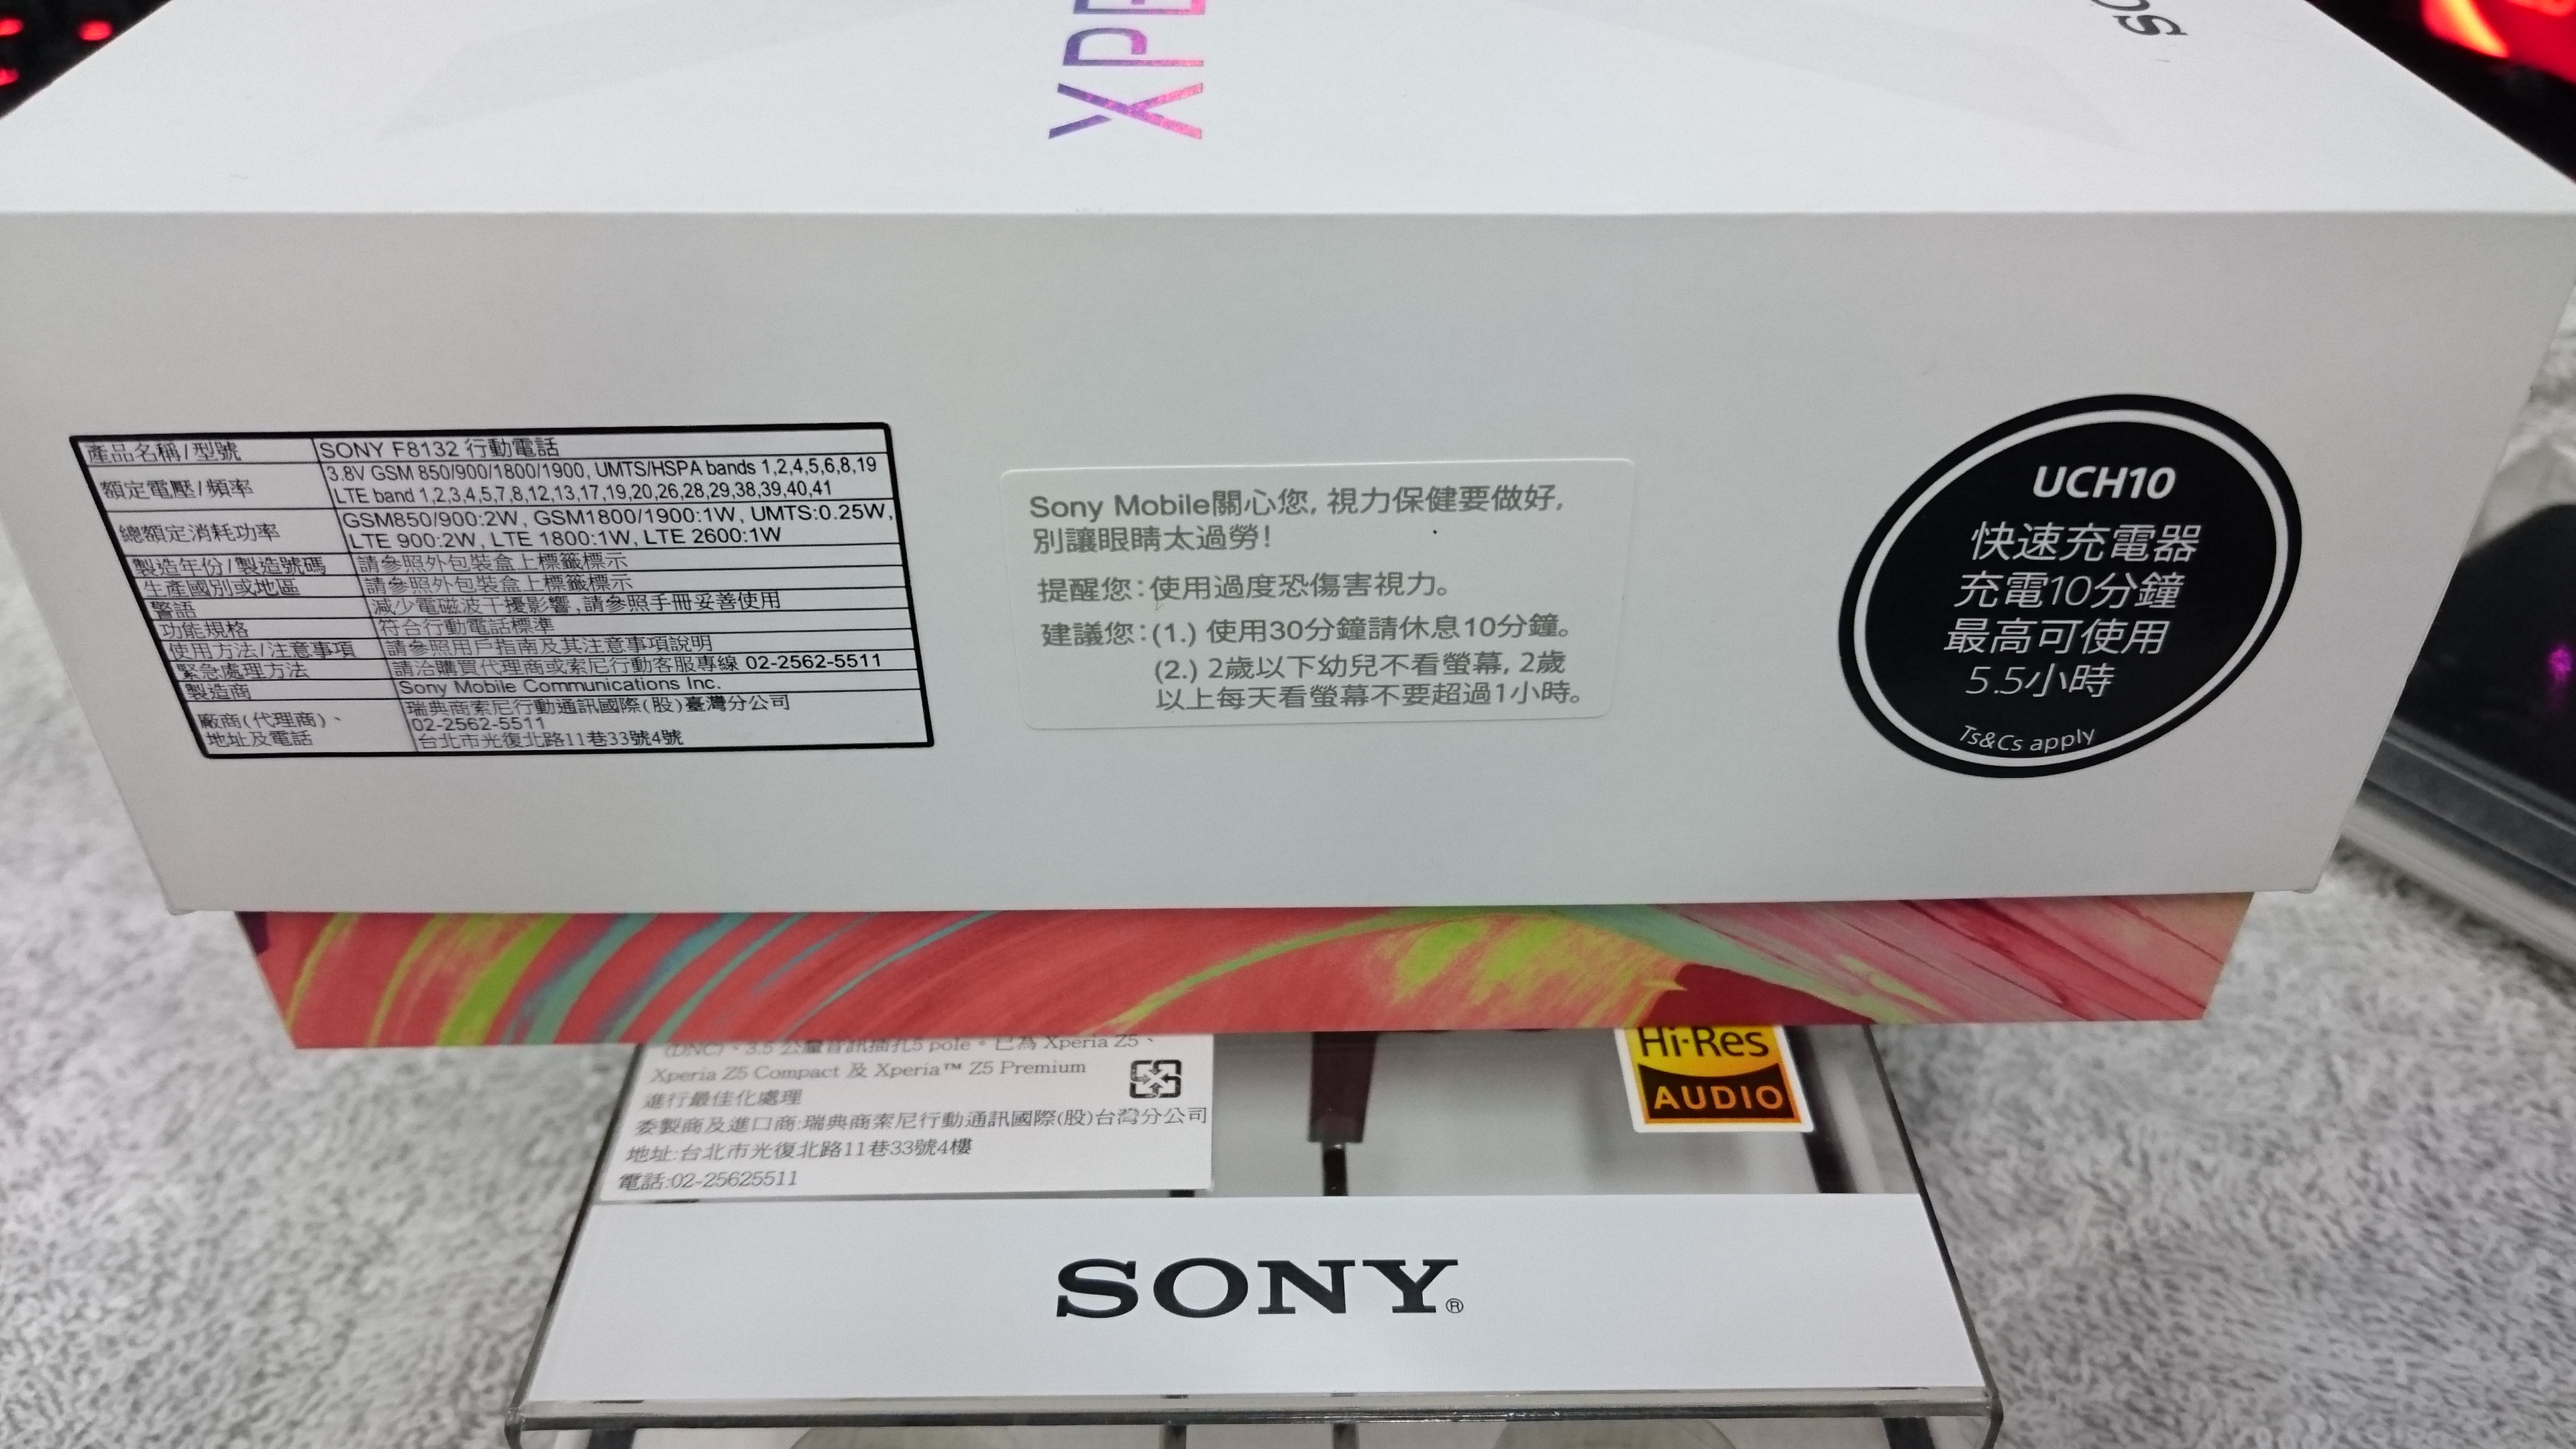 XPE
os
產品名稱/型號 SONY F8132 行動電話
額定電壓/頻率 3.8V GSM 850/900/1800/1900, UMTS/HSPA bands 1,2,4,5,6,8,19
LTE band 1,2,3,4,5,7,8,12,13,17,19,20,26,28,29,38,39,40,41
總額定消耗功率 GSM850/900:2W, GSM1800/1900:1W, UMTS:0.25W,
LTE 900:2W, LTE 1800:1W, LTE 2600:1W
製造年份/製造號碼 請參照外包裝盒上標籤標示
生產國別或地區 請參照外包裝盒上標籤標示
警語 減少電磁波干擾影響,請參照手冊妥善使用
功能規格 符合行動電話標準
使用方法/注意事項 請參照用戶指南及其注意事項說明
緊急處理方法 請洽購買代理商或索尼行動客服專線 02-2562-5511
製造商 Sony Mobile Communications Inc.
廠商(代理商)、 瑞典商索尼行動通訊國際(股)臺灣分公司
02-2562-5511
地址及電話 台北市光復北路11巷33號4號
Sony Mobile關心您, 視力保健要做好,
別讓眼睛太過勞!
提醒您:使用過度恐傷害視力。
建議您:(1.) 使用30分鐘請休息10分鐘。
(2.) 2歲以下幼兒不看螢幕, 2歲
以上每天看螢幕不要超過1小時。
UCH10
快速充電器
充電10分鐘
最高可使用
5.5小時
Ts&Cs apply
(DNC)、3.5 公釐音訊插孔5 pole。已為 Xperia Z5、
Xperia Z5 Compact 及 Xperia™ Z5 Premium
進行最佳化處理
委製商及進口商:瑞典商索尼行動通訊國際(股)台灣分公司
地址:台北市光復北路11巷33號4樓
電話:02-25625511
Hi-Res
AUDIO
SONY®